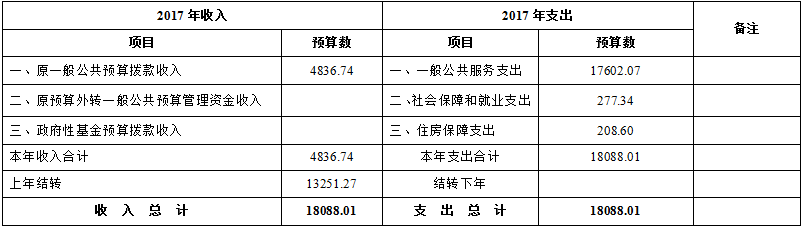 2017 年收入 2017 年支出 备注
项目 预算数 项目 预算数
一、原一般公共预算拨款收入 4836.74 一、一般公共服务支出 17602.07
二、原预算外转一般公共预算管理资金收入 二、社会保障和就业支出 277.34
三、政府性基金预算拨款收入 三、住房保障支出 208.60
本年收入合计 4836.74 本年支出合计 18088.01
上年结转 13251.27 结转下年
收 入 总 计 18088.01 支 出 总 计 18088.01